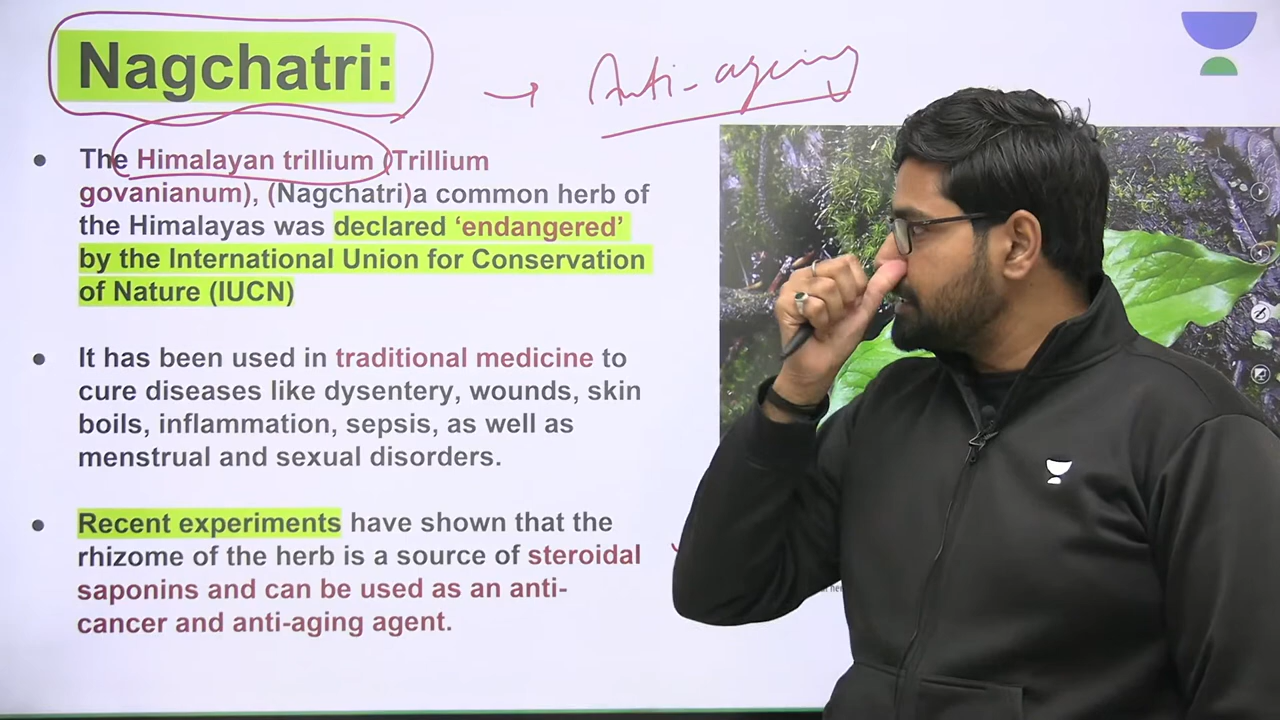 Nagchatri:
→ Anti-ageing
The Himalayan trillium (Trillium
govanianum), (Nagchatri)a common herb of
the Himalayas was declared ‘endangered’
by the International Union for Conservation
of Nature (IUCN)
It has been used in traditional medicine to
cure diseases like dysentery, wounds, skin
boils, inflammation, sepsis, as well as
menstrual and sexual disorders.
Recent experiments have shown that the
rhizome of the herb is a source of steroidal
saponins and can be used as an anti-
cancer and anti-aging agent.